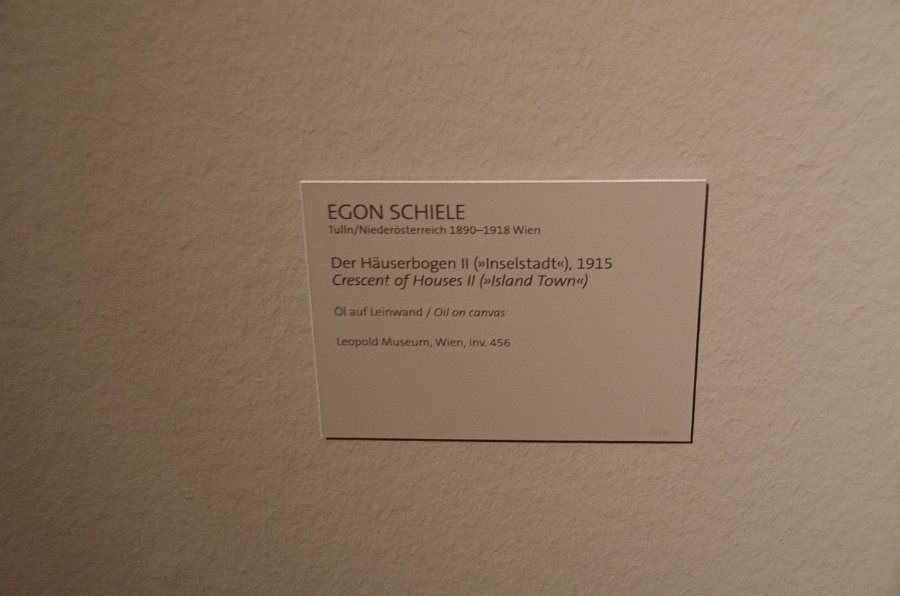 EGON SCHIELE
Tulln/Niederösterreich 1890–1918 Wien
Der Häuserbogen II (»Inselstadt«), 1915
Crescent of Houses II (»Island Town«)
Öl auf Leinwand / Oil on canvas
Leopold Museum, Wien, Inv. 456